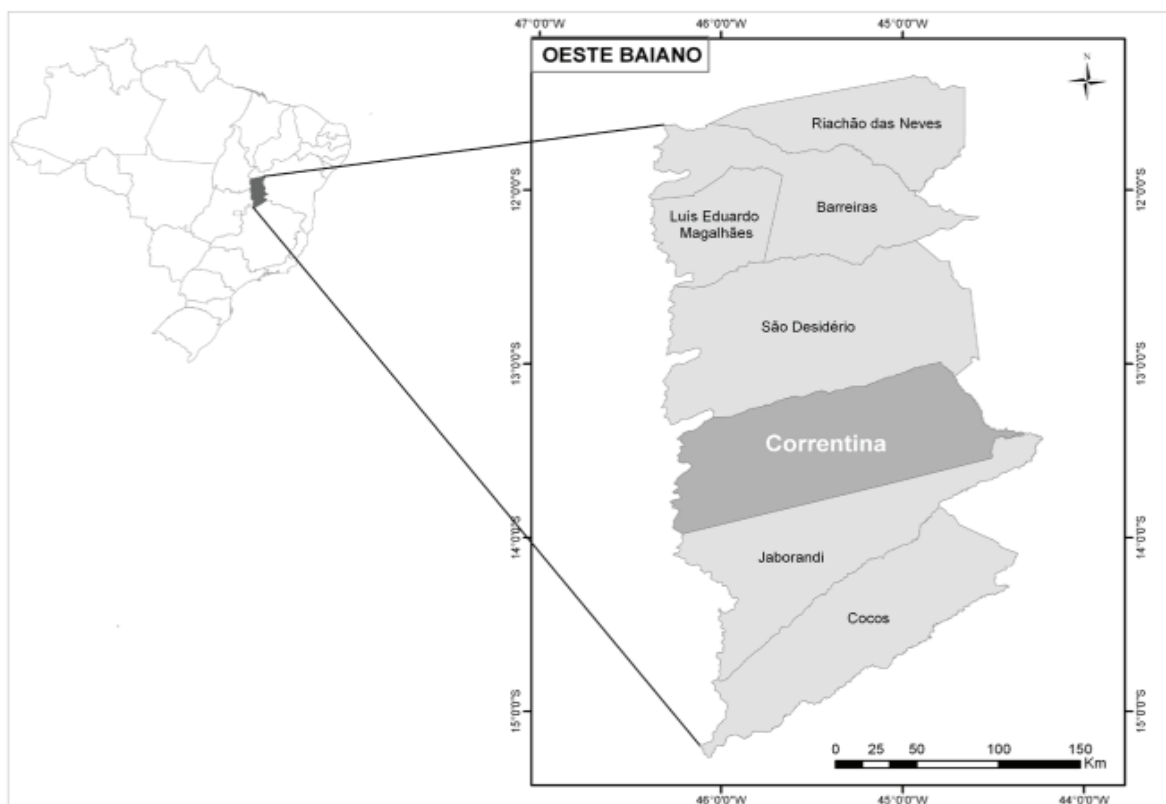 47°0'0"W 46°0'0"W 45°0'0"W
OESTE BAIANO
N
Riachão das Neves
12°0'0"S 12°0'0"S
Barreiras
Luis Eduardo
Magalhães
São Desidério
13°0'0"S 13°0'0"S
Correntina
14°0'0"S 14°0'0"S
Jaborandi
Cocos
15°0'0"S 15°0'0"S
0 25 50 100 150
Km
46°0'0"W 45°0'0"W 44°0'0"W